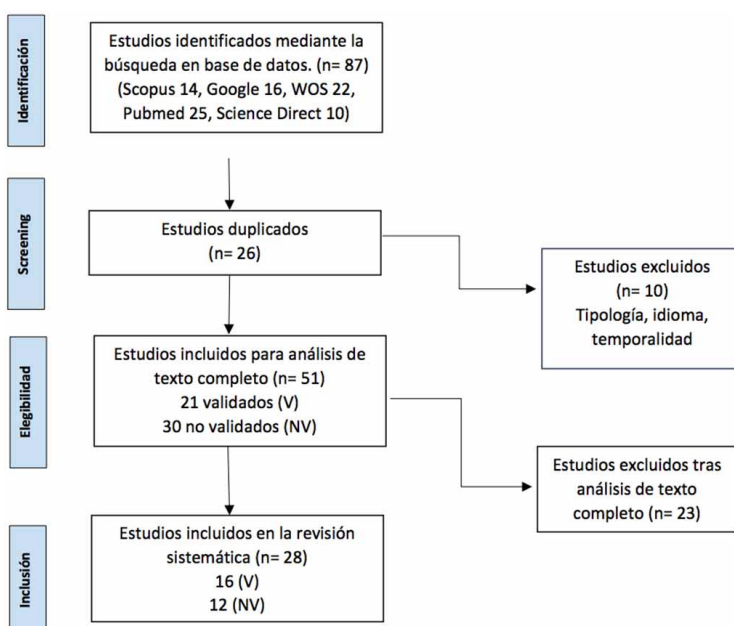 Identificación
Estudios identificados mediante la
búsqueda en base de datos. (n= 87)
(Scopus 14, Google 16, WOS 22,
Pubmed 25, Science Direct 10)
Screening
Estudios duplicados
(n= 26)
Estudios excluidos
(n= 10)
Tipología, idioma,
temporalidad
Elegibilidad
Estudios incluidos para análisis de
texto completo (n= 51)
21 validados (V)
30 no validados (NV)
Estudios excluidos tras
análisis de texto
completo (n= 23)
Inclusión
Estudios incluidos en la revisión
sistemática (n= 28)
16 (V)
12 (NV)